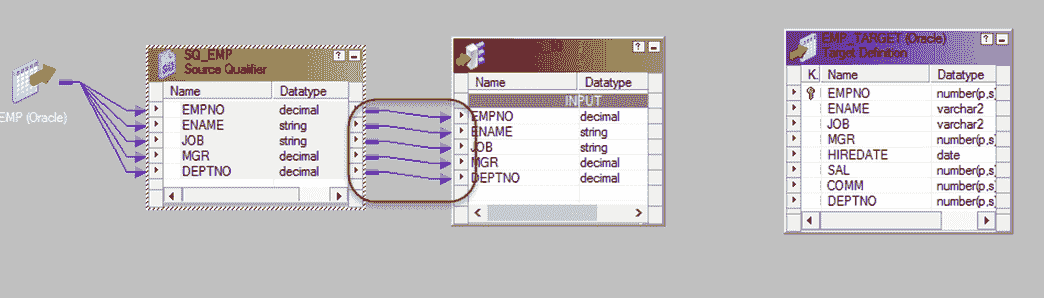 EMP (Oracle)
SQ_EMP
Source Qualifier
Name Datatype
EMPNO decimal
ENAME string
JOB string
MGR decimal
DEPTNO decimal
Name Datatype
INPUT
EMPNO decimal
ENAME string
JOB string
MGR decimal
DEPTNO decimal
EMP_TARGET (Oracle)
Target Definition
K. Name Datatype
EMPNO number(p,s)
ENAME varchar2
JOB varchar2
MGR number(p,s)
HIREDATE date
SAL number(p,s)
COMM number(p,s)
DEPTNO number(p,s)